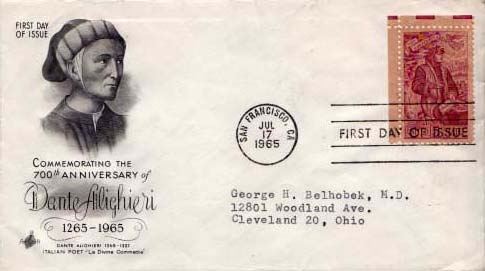 FIRST DAY
OF ISSUE
COMMEMORATING THE
700th ANNIVERSARY of
Dante Alighieri
1265-1965
DANTE ALIGHIERI 1265-1321
ITALIAN POET "La Divina Commedia"
SAN FRANCISCO, CA
JUL
17
1965
FIRST DAY OF ISSUE
George H. Belhobek, M.D.
12801 Woodland Ave.
Cleveland 20, Ohio